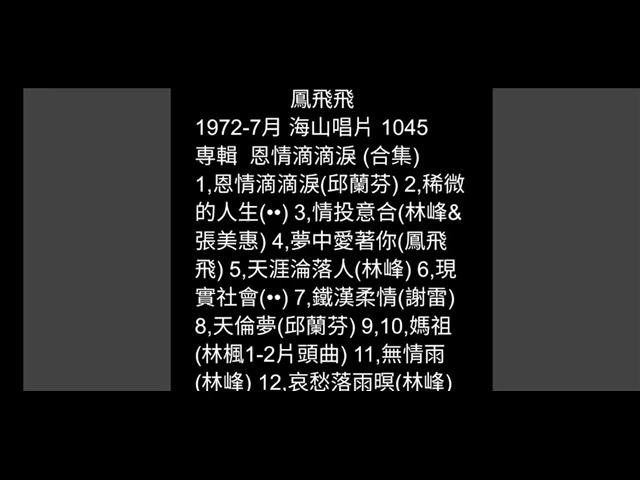 鳳飛飛
1972-7月 海山唱片 1045
專輯 恩情滴滴淚 (合集)
1,恩情滴滴淚(邱蘭芬) 2,稀微
的人生(••) 3,情投意合(林峰&
張美惠) 4,夢中愛著你(鳳飛
飛) 5,天涯淪落人(林峰) 6,現
實社會(••) 7,鐵漢柔情(謝雷)
8,天倫夢(邱蘭芬) 9,10,媽祖
(林楓1-2片頭曲) 11,無情雨
(林峰) 12,哀愁落雨暝(林峰)